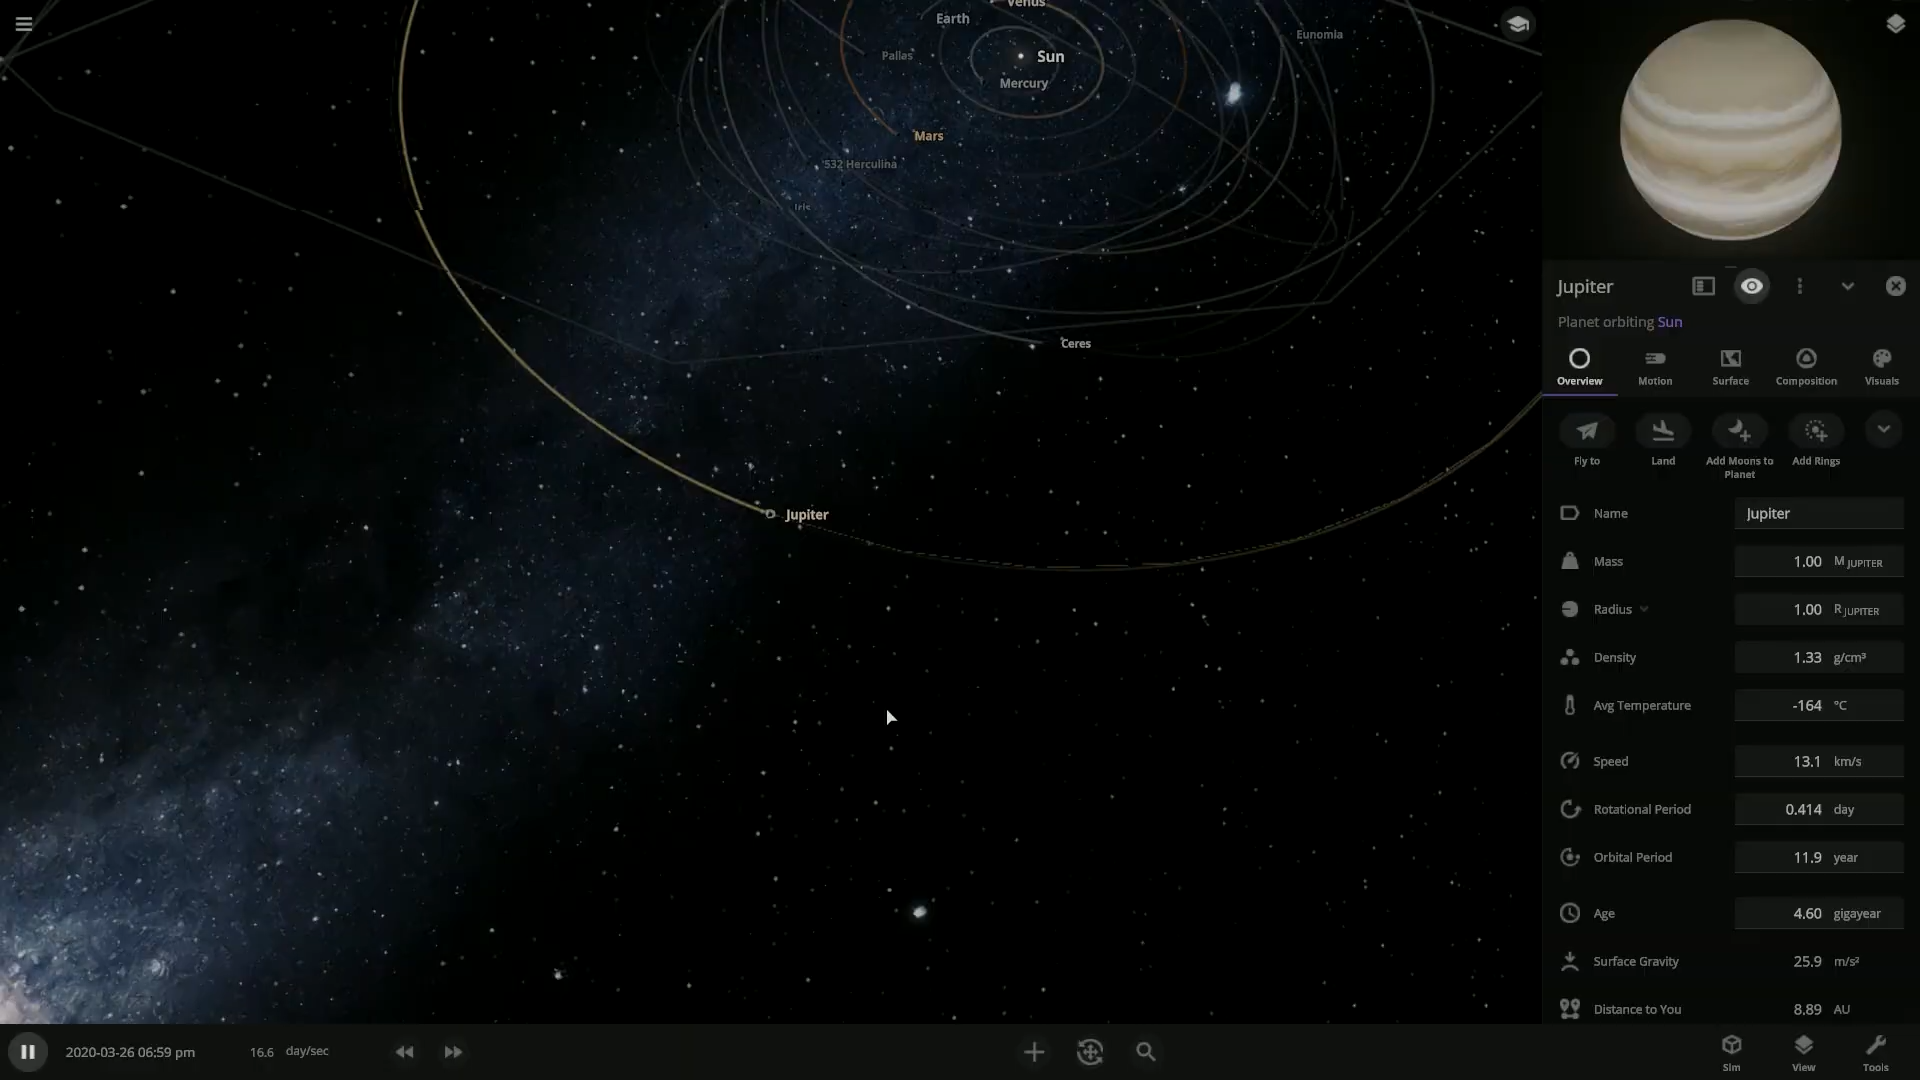 Venus
Earth
Eunomia
Pallas
Sun
Mercury
Mars
532 Herculina
Iris
Ceres
Jupiter
Jupiter
Planet orbiting Sun
Overview
Motion
Surface
Composition
Visuals
Fly to
Land
Add Moons to
Planet
Add Rings
Name Jupiter
Mass 1.00 M JUPITER
Radius 1.00 R JUPITER
Density 1.33 g/cm³
Avg Temperature -164 °C
Speed 13.1 km/s
Rotational Period 0.414 day
Orbital Period 11.9 year
Age 4.60 gigayear
Surface Gravity 25.9 m/s²
Distance to You 8.89 AU
2020-03-26 06:59 pm
16.6 day/sec
Sim
View
Tools